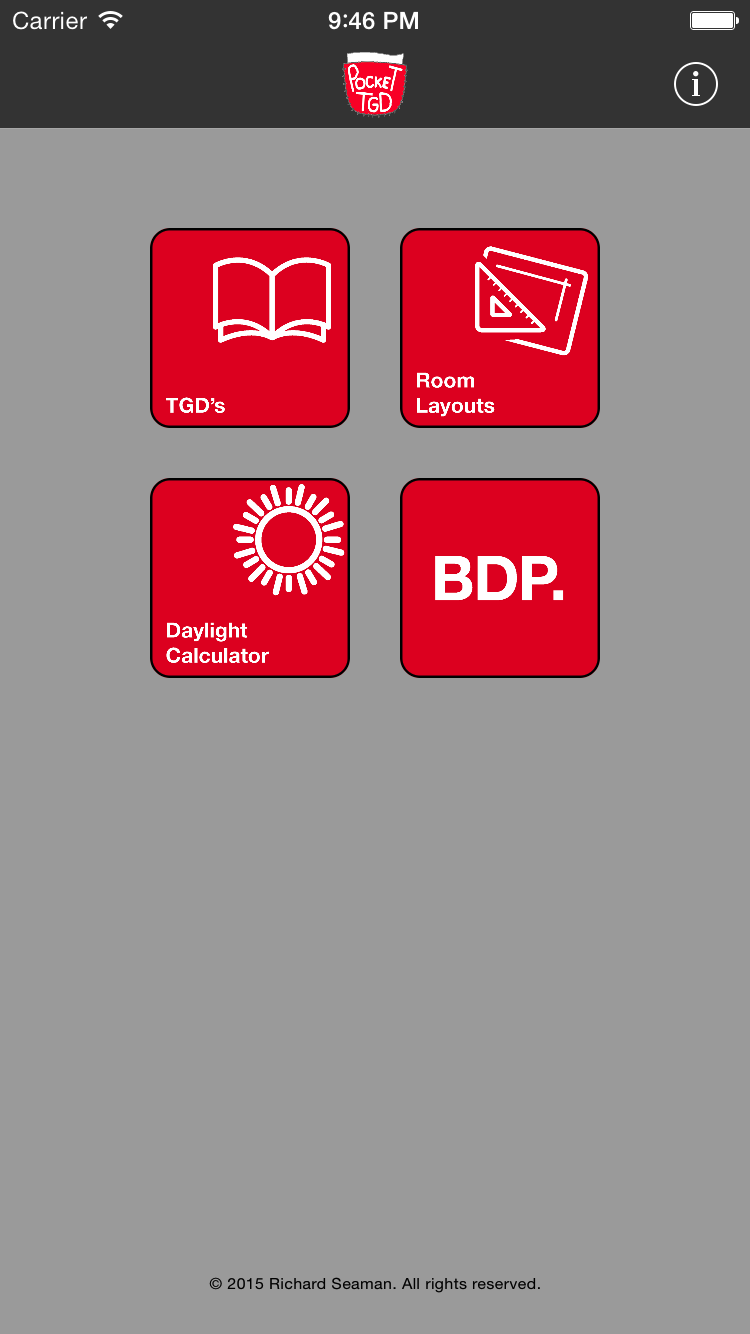 Carrier 9:46 PM
POCKET
TGD
i
TGD’s
Room
Layouts
Daylight
Calculator
BDP.
© 2015 Richard Seaman. All rights reserved.